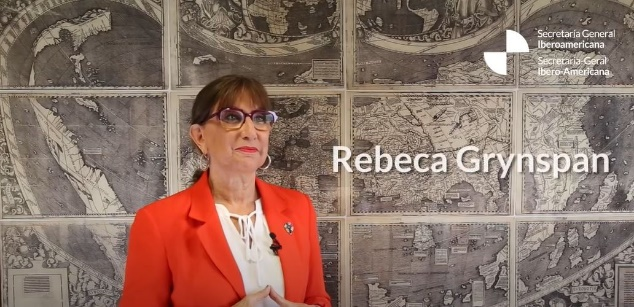 Secretaría General
Iberoamericana
Secretaria-Geral
Ibero-Americana
Rebeca Grynspan